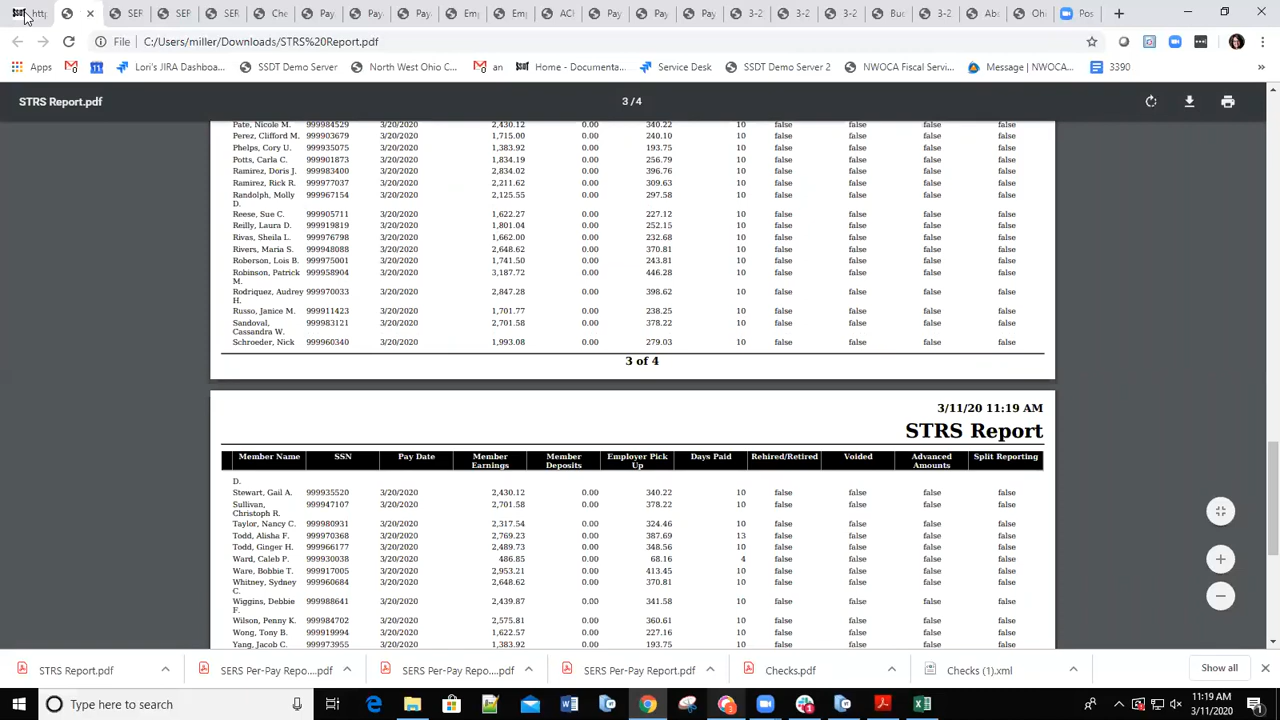 http
SER
SEP
SER
Che
Pay
Pay
Pay
Emp
Emp
ACH
Pay
Pay
Pay
3-2
3-2
3-2
Buc
3-2
Abs
Ohi
Pos
File C:/Users/miller/Downloads/STRS%20Report.pdf
Apps
Lori's JIRA Dashboa...
SSDT Demo Server
North West Ohio C...
an
Home - Documenta...
Service Desk
SSDT Demo Server 2
NWOCA Fiscal Servi...
Message | NWOCA...
3390
STRS Report.pdf
3 / 4
Pate, Nicole M. 999984529 3/20/2020 2,430.12 0.00 340.22 10 false false false false
Perez, Clifford M. 999903679 3/20/2020 1,715.00 0.00 240.10 10 false false false false
Phelps, Cory U. 999935075 3/20/2020 1,383.92 0.00 193.75 10 false false false false
Potts, Carla C. 999901873 3/20/2020 1,834.19 0.00 256.79 10 false false false false
Ramirez, Doris J. 999983400 3/20/2020 2,834.02 0.00 396.76 10 false false false false
Ramirez, Rick R. 999977037 3/20/2020 2,211.62 0.00 309.63 10 false false false false
Randolph, Molly 999967154 3/20/2020 2,125.55 0.00 297.58 10 false false false false
D.
Reese, Sue C. 999905711 3/20/2020 1,622.27 0.00 227.12 10 false false false false
Reilly, Laura D. 999919819 3/20/2020 1,801.04 0.00 252.15 10 false false false false
Rivas, Sheila L. 999976798 3/20/2020 1,662.00 0.00 232.68 10 false false false false
Rivers, Maria S. 999948088 3/20/2020 2,648.62 0.00 370.81 10 false false false false
Roberson, Lois B. 999975001 3/20/2020 1,741.50 0.00 243.81 10 false false false false
Robinson, Patrick 999958904 3/20/2020 3,187.72 0.00 446.28 10 false false false false
M.
Rodriquez, Audrey 999970033 3/20/2020 2,847.28 0.00 398.62 10 false false false false
H.
Russo, Janice M. 999911423 3/20/2020 1,701.77 0.00 238.25 10 false false false false
Sandoval, 999983121 3/20/2020 2,701.58 0.00 378.22 10 false false false false
Cassandra W.
Schroeder, Nick 999960340 3/20/2020 1,993.08 0.00 279.03 10 false false false false
3 of 4
3/11/20 11:19 AM
STRS Report
Member Name SSN Pay Date Member Earnings Member Deposits Employer Pick Up Days Paid Rehired/Retired Voided Advanced Amounts Split Reporting
D.
Stewart, Gail A. 999935520 3/20/2020 2,430.12 0.00 340.22 10 false false false false
Sullivan, 999947107 3/20/2020 2,701.58 0.00 378.22 10 false false false false
Christoph R.
Taylor, Nancy C. 999980931 3/20/2020 2,317.54 0.00 324.46 10 false false false false
Todd, Alisha F. 999970368 3/20/2020 2,769.23 0.00 387.69 13 false false false false
Todd, Ginger H. 999966177 3/20/2020 2,489.73 0.00 348.56 10 false false false false
Ward, Caleb P. 999930038 3/20/2020 486.85 0.00 68.16 4 false false false false
Ware, Bobbie T. 999917005 3/20/2020 2,953.21 0.00 413.45 10 false false false false
Whitney, Sydney 999960684 3/20/2020 2,648.62 0.00 370.81 10 false false false false
C.
Wiggins, Debbie 999988641 3/20/2020 2,439.87 0.00 341.58 10 false false false false
F.
Wilson, Penny K. 999984702 3/20/2020 2,575.81 0.00 360.61 10 false false false false
Wong, Tony B. 999919994 3/20/2020 1,622.57 0.00 227.16 10 false false false false
Yang, Jacob C. 999973955 3/20/2020 1,383.92 0.00 193.75 10 false false false false
STRS Report.pdf
SERS Per-Pay Repo....pdf
SERS Per-Pay Repo....pdf
SERS Per-Pay Report.pdf
Checks.pdf
Checks (1).xml
Show all
Type here to search
11:19 AM
3/11/2020